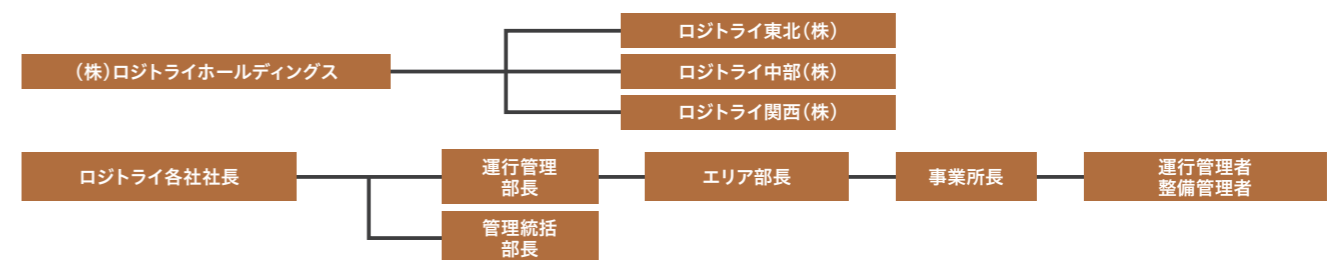 (株)ロジトライホールディングス
ロジトライ東北(株)
ロジトライ中部(株)
ロジトライ関西(株)
ロジトライ各社社長
運行管理
部長
管理統括
部長
エリア部長
事業所長
運行管理者
整備管理者